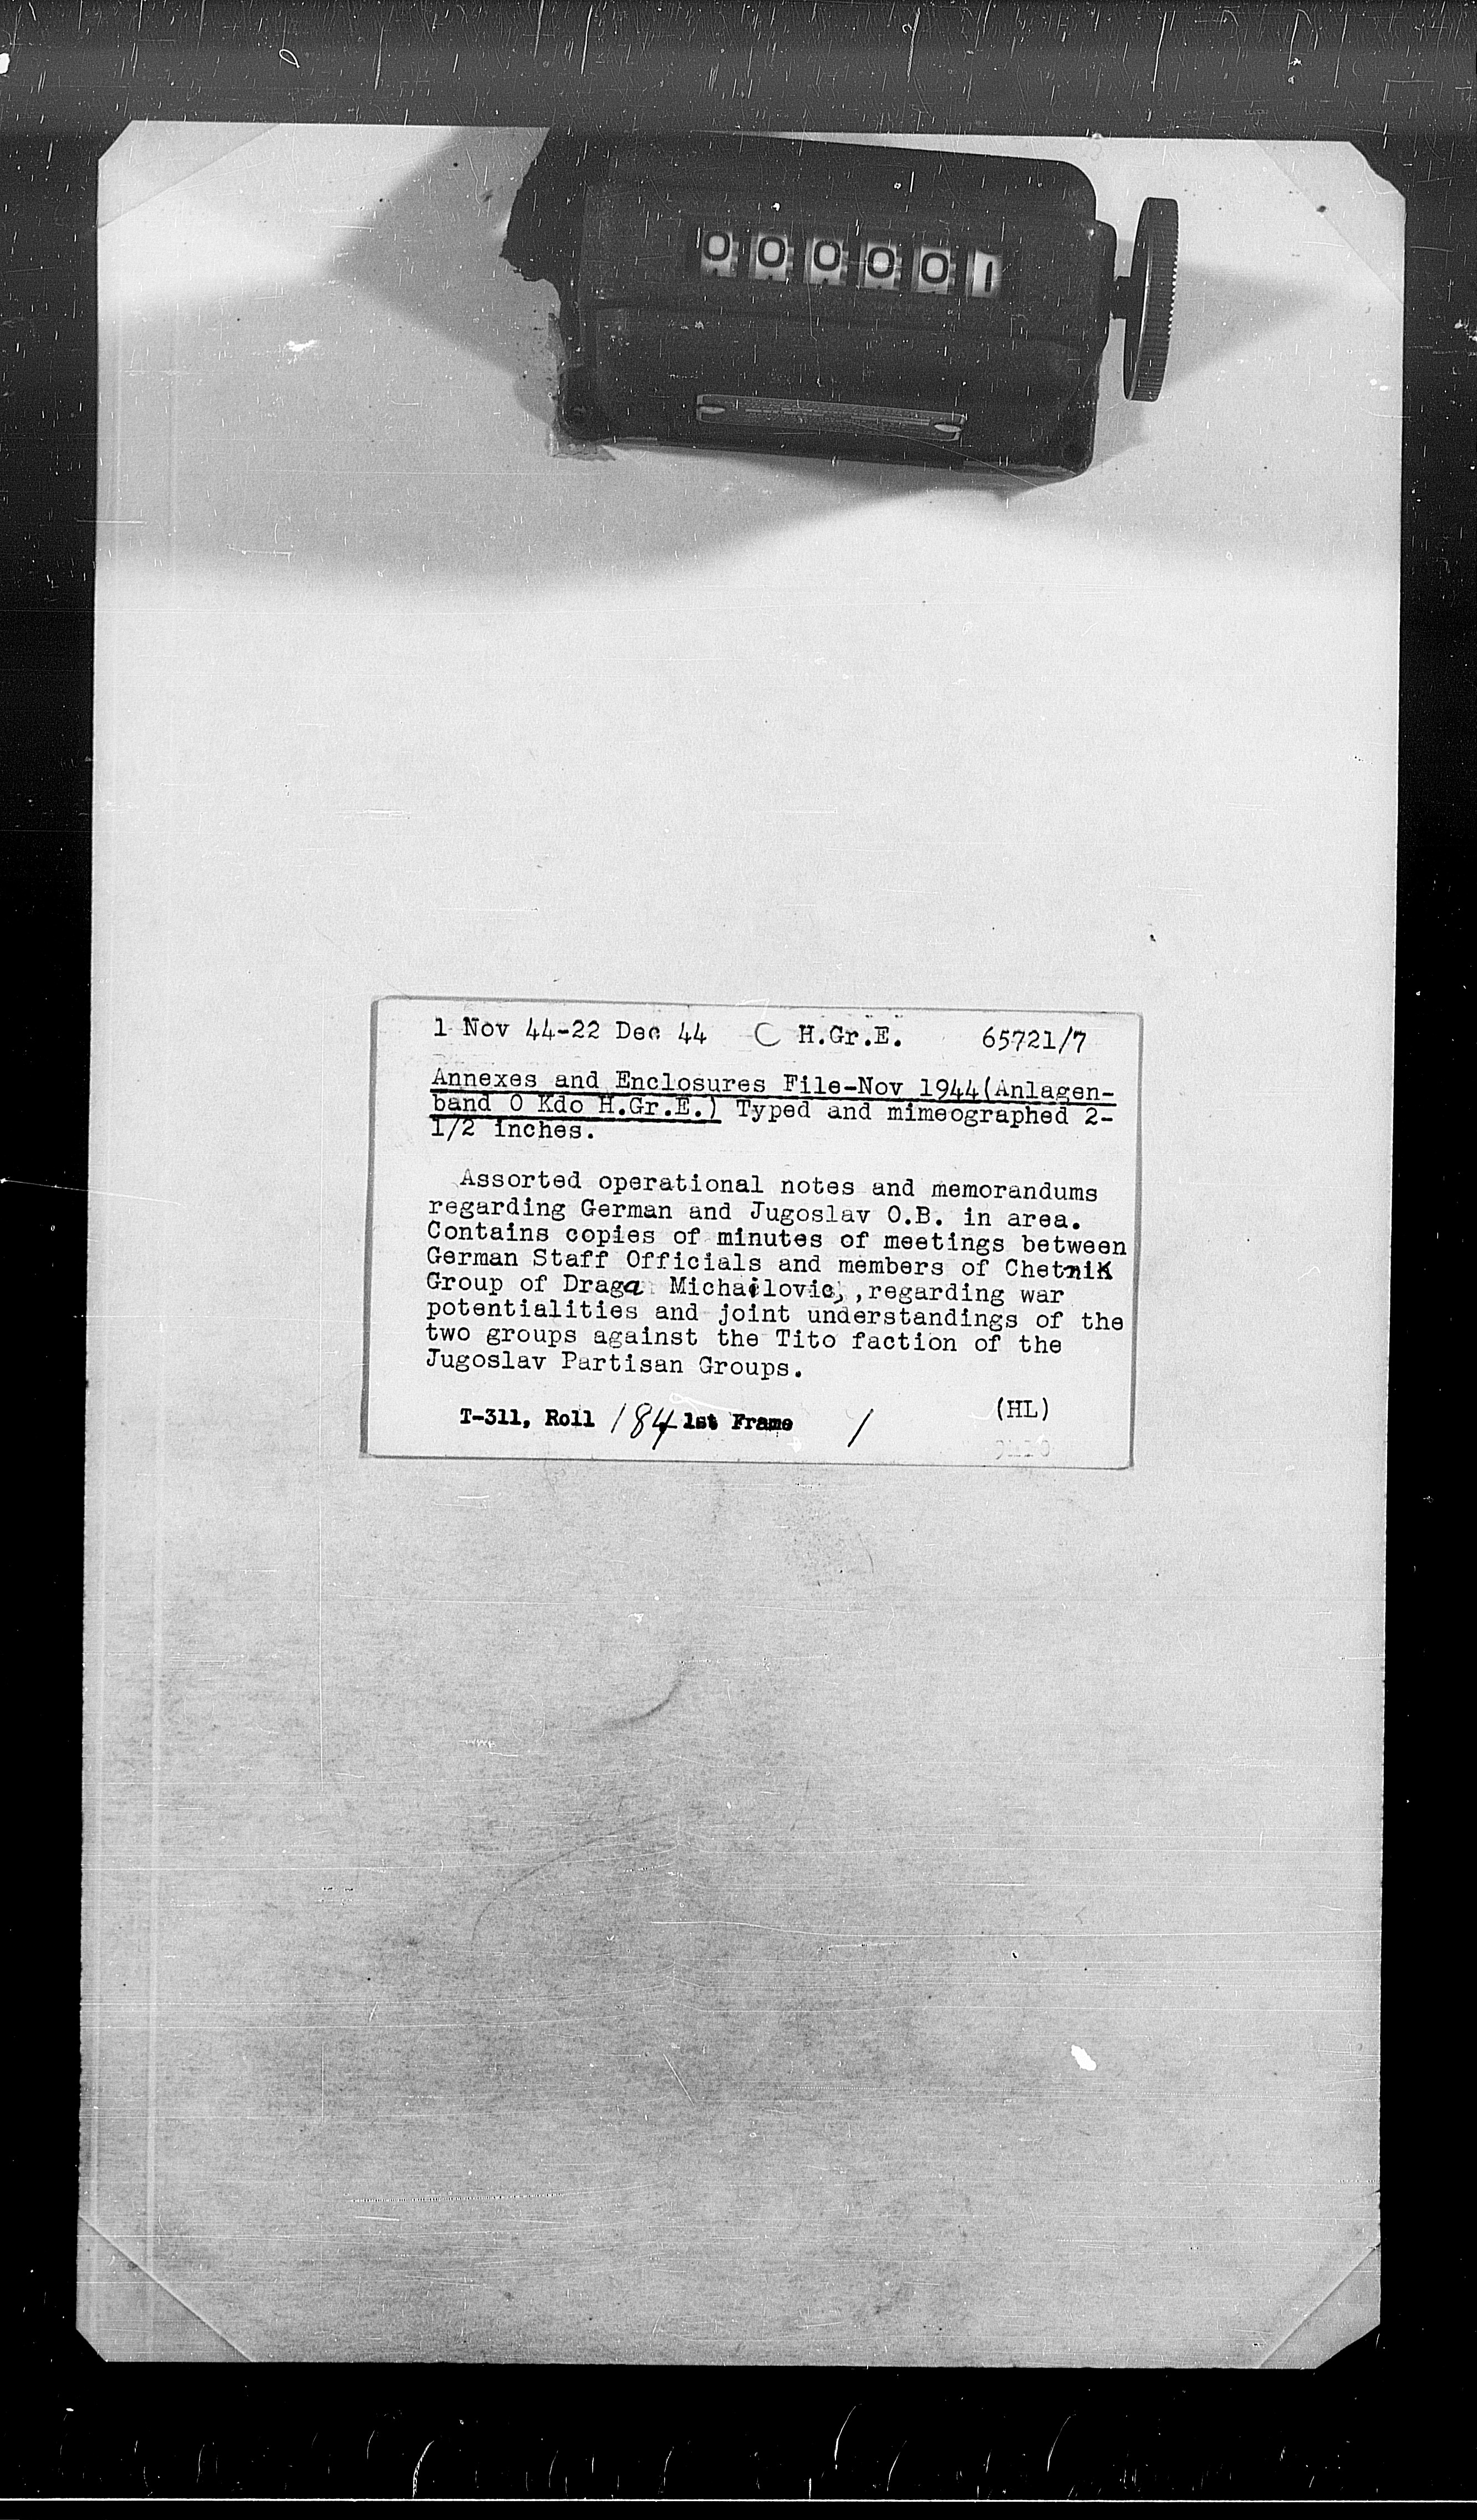 000001
1 Nov 44-22 Dec 44 C H.Gr.E. 65721/7
Annexes and Enclosures File-Nov 1944(Anlagen-
band O Kdo H.Gr.E.) Typed and mimeographed 2-
1/2 inches.
Assorted operational notes and memorandums
regarding German and Jugoslav O.B. in area.
Contains copies of minutes of meetings between
German Staff Officials and members of Chetnik
Group of Draga Michailovic, ,regarding war
potentialities and joint understandings of the
two groups against the Tito faction of the
Jugoslav Partisan Groups.
(HL)
T-311, Roll 184 1st Frame 1